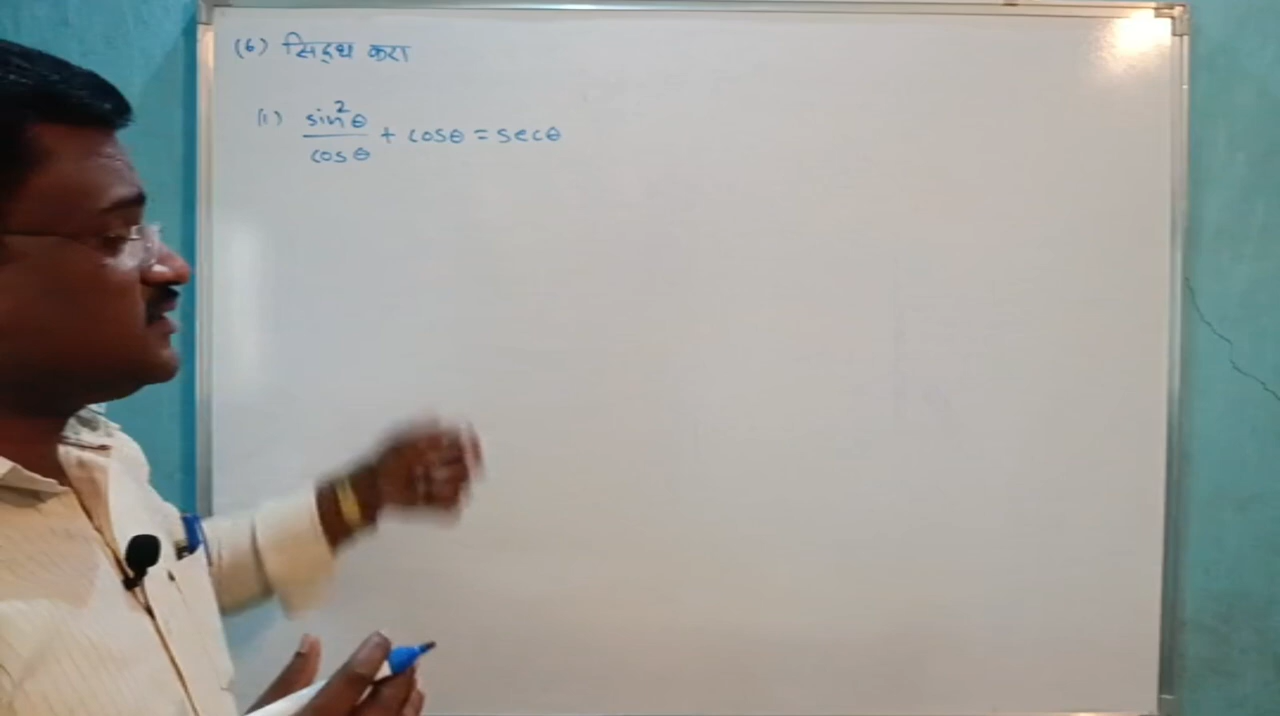 (6) सिद्ध करा
(1) sin²θ/cosθ + cosθ = secθ